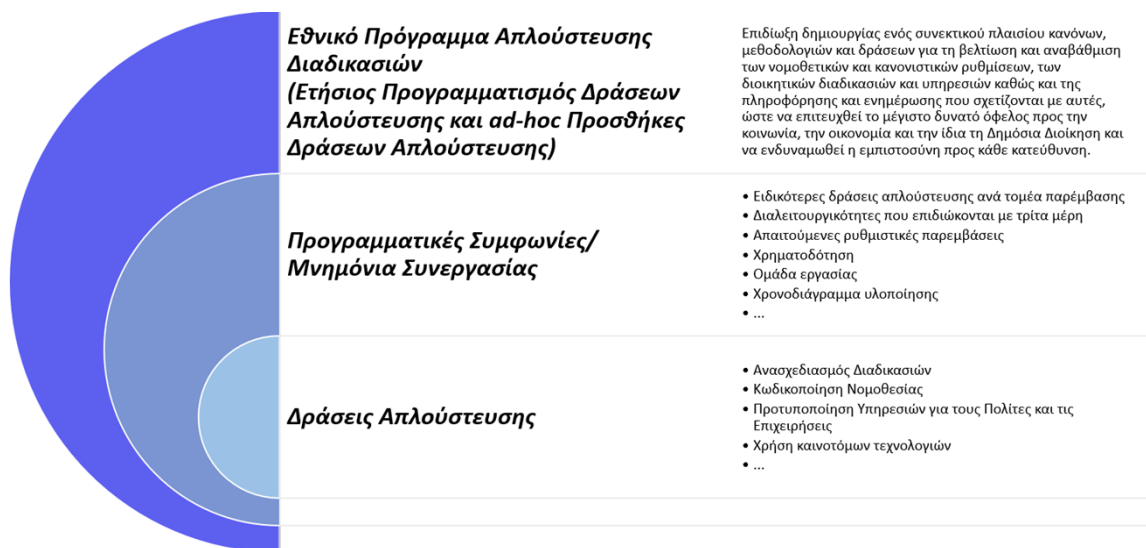 Εθνικό Πρόγραμμα Απλούστευσης
Διαδικασιών
(Ετήσιος Προγραμματισμός Δράσεων
Απλούστευσης και ad-hoc Προσθήκες
Δράσεων Απλούστευσης)
Επιδίωξη δημιουργίας ενός συνεκτικού πλαισίου κανόνων,
μεθοδολογιών και δράσεων για τη βελτίωση και αναβάθμιση
των νομοθετικών και κανονιστικών ρυθμίσεων, των
διοικητικών διαδικασιών και υπηρεσιών καθώς και της
πληροφόρησης και ενημέρωσης που σχετίζονται με αυτές,
ώστε να επιτευχθεί το μέγιστο δυνατό όφελος προς την
κοινωνία, την οικονομία και την ίδια τη Δημόσια Διοίκηση και
να ενδυναμωθεί η εμπιστοσύνη προς κάθε κατεύθυνση.
Προγραμματικές Συμφωνίες/
Μνημόνια Συνεργασίας
• Ειδικότερες δράσεις απλούστευσης ανά τομέα παρέμβασης
• Διαλειτουργικότητες που επιδιώκονται με τρίτα μέρη
• Απαιτούμενες ρυθμιστικές παρεμβάσεις
• Χρηματοδότηση
• Ομάδα εργασίας
• Χρονοδιάγραμμα υλοποίησης
• ...
Δράσεις Απλούστευσης
• Ανασχεδιασμός Διαδικασιών
• Κωδικοποίηση Νομοθεσίας
• Προτυποποίηση Υπηρεσιών για τους Πολίτες και τις
Επιχειρήσεις
• Χρήση καινοτόμων τεχνολογιών
• ...